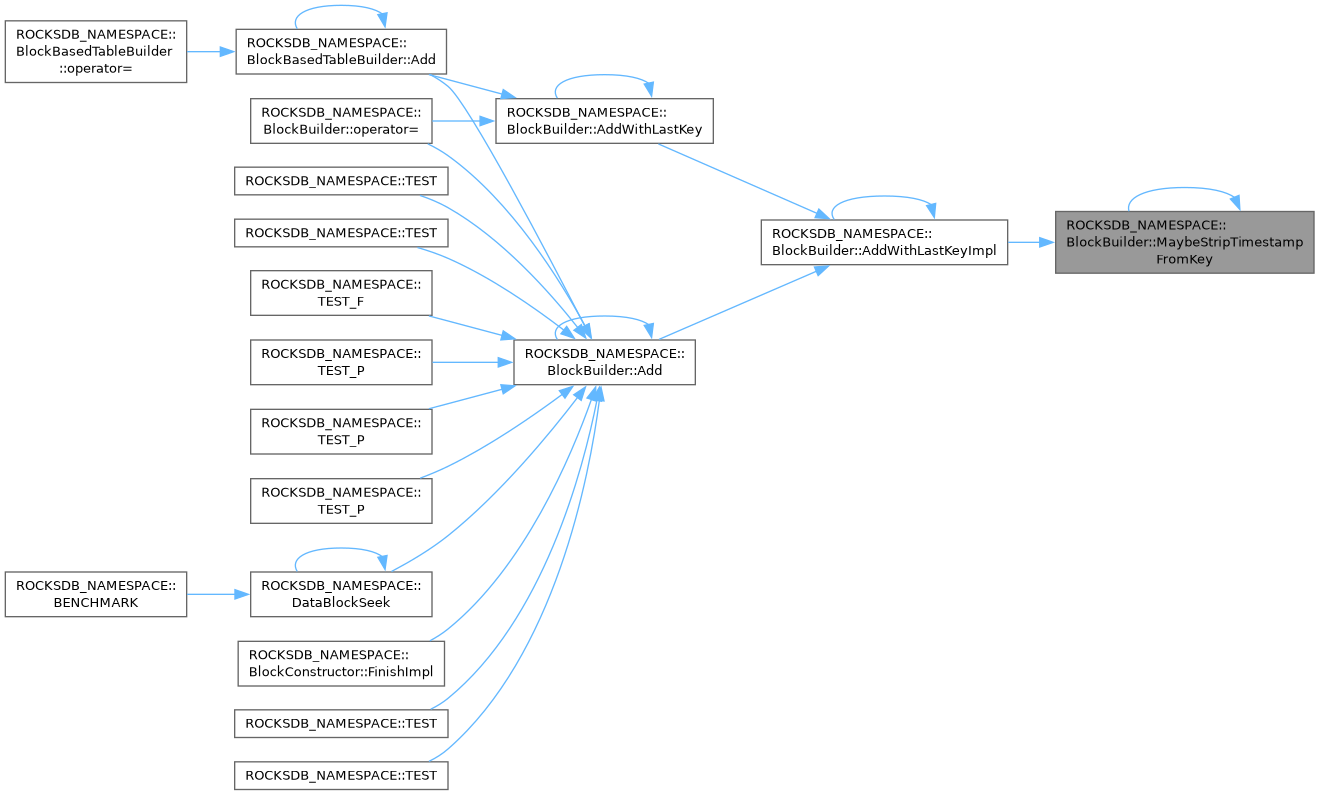 ROCKSDB_NAMESPACE::
BlockBasedTableBuilder
::operator=
ROCKSDB_NAMESPACE::
BlockBasedTableBuilder::Add
ROCKSDB_NAMESPACE::
BlockBuilder::operator=
ROCKSDB_NAMESPACE::
BlockBuilder::AddWithLastKey
ROCKSDB_NAMESPACE::TEST
ROCKSDB_NAMESPACE::TEST
ROCKSDB_NAMESPACE::
BlockBuilder::AddWithLastKeyImpl
ROCKSDB_NAMESPACE::
BlockBuilder::MaybeStripTimestamp
FromKey
ROCKSDB_NAMESPACE::
TEST_F
ROCKSDB_NAMESPACE::
TEST_P
ROCKSDB_NAMESPACE::
BlockBuilder::Add
ROCKSDB_NAMESPACE::
TEST_P
ROCKSDB_NAMESPACE::
TEST_P
ROCKSDB_NAMESPACE::
BENCHMARK
ROCKSDB_NAMESPACE::
DataBlockSeek
ROCKSDB_NAMESPACE::
BlockConstructor::FinishImpl
ROCKSDB_NAMESPACE::TEST
ROCKSDB_NAMESPACE::TEST